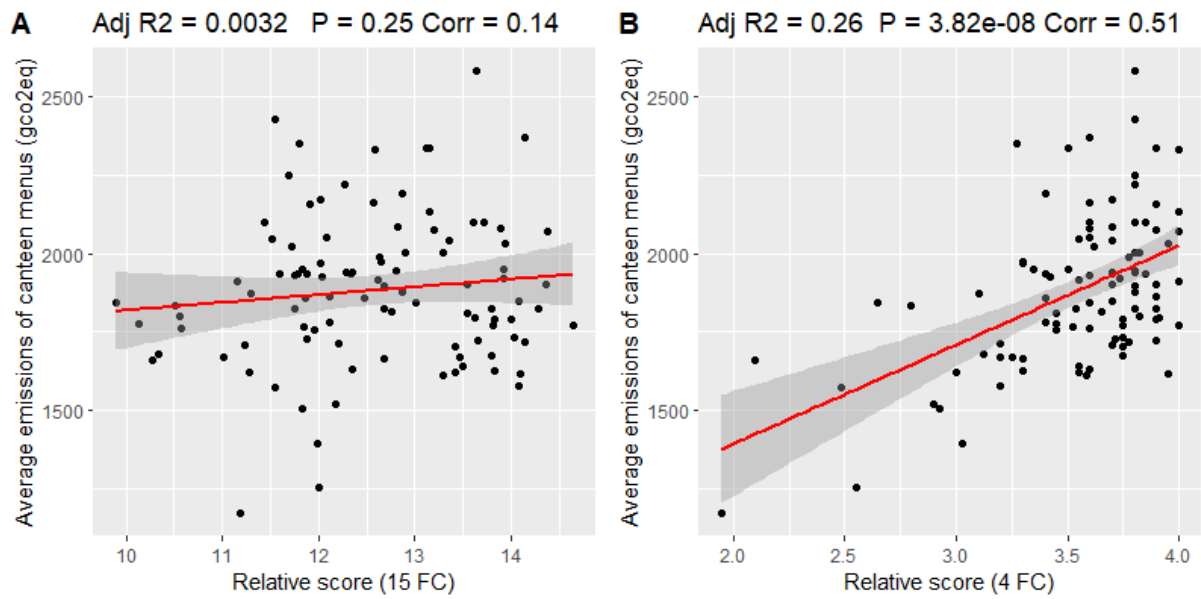 A Adj R2 = 0.0032 P = 0.25 Corr = 0.14
Average emissions of canteen menus (gco2eq)
2500
2000
1500
10 11 12 13 14
Relative score (15 FC)
B Adj R2 = 0.26 P = 3.82e-08 Corr = 0.51
Average emissions of canteen menus (gco2eq)
2500
2000
1500
2.0 2.5 3.0 3.5 4.0
Relative score (4 FC)